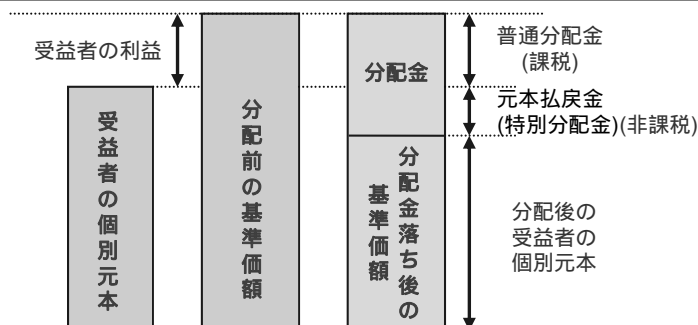 受益者の利益
受益者の個別元本
分配前の基準価額
分配金
分配金落ち後の
基準価額
普通分配金
(課税)
元本払戻金
(特別分配金)(非課税)
分配後の
受益者の
個別元本